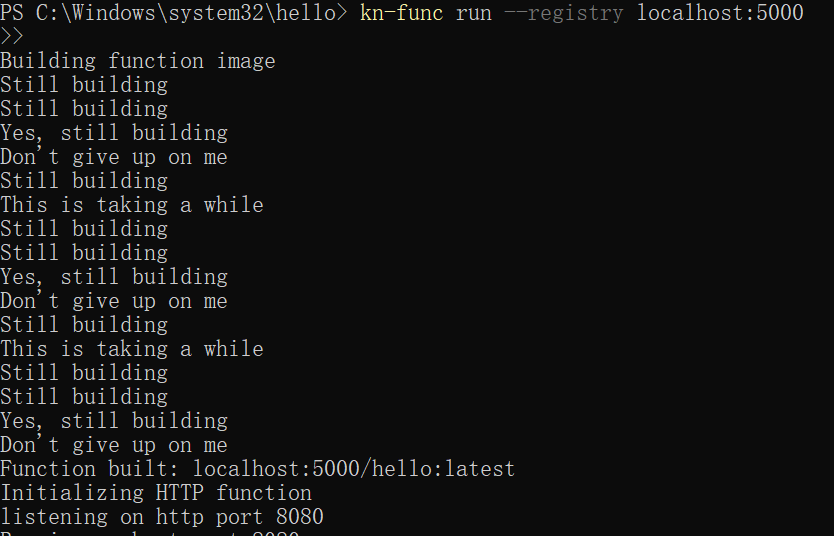 PS C:\Windows\system32\hello> kn-func run --registry localhost:5000
>>
Building function image
Still building
Still building
Yes, still building
Don't give up on me
Still building
This is taking a while
Still building
Still building
Yes, still building
Don't give up on me
Still building
This is taking a while
Still building
Still building
Yes, still building
Don't give up on me
Function built: localhost:5000/hello:latest
Initializing HTTP function
listening on http port 8080